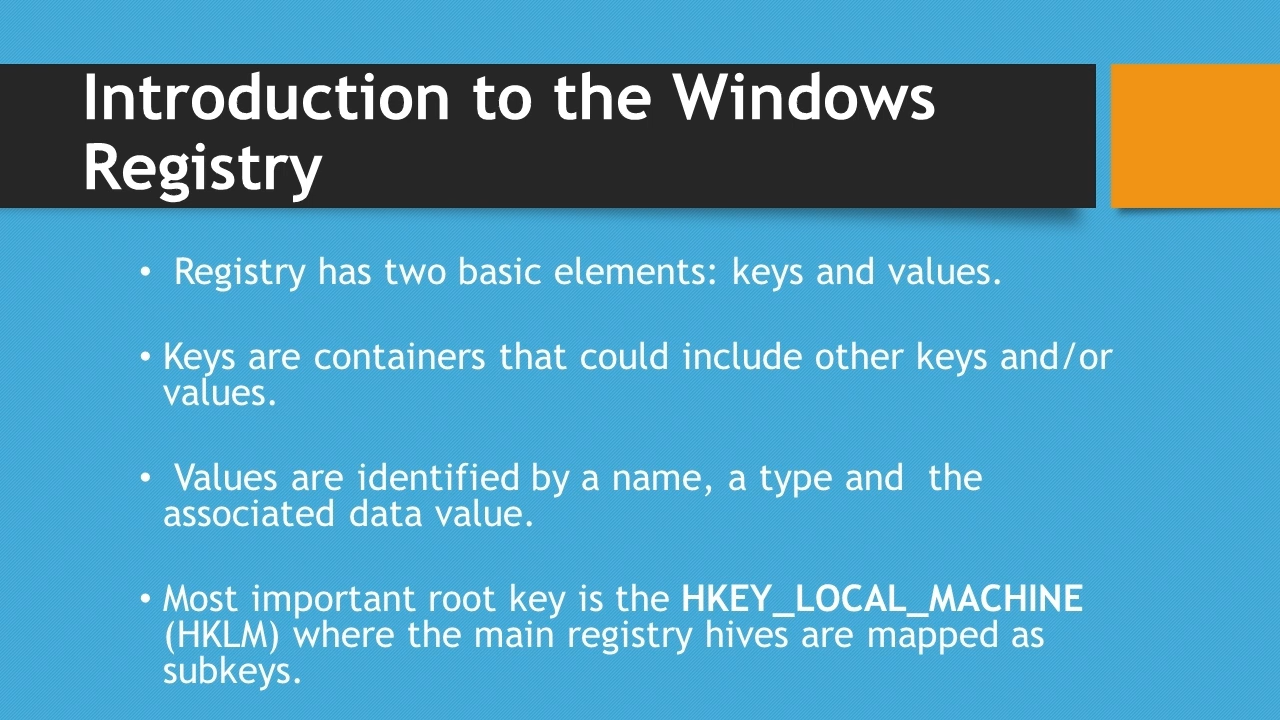 Introduction to the Windows
Registry
• Registry has two basic elements: keys and values.
• Keys are containers that could include other keys and/or
values.
• Values are identified by a name, a type and  the
associated data value.
• Most important root key is the HKEY_LOCAL_MACHINE
(HKLM) where the main registry hives are mapped as
subkeys.